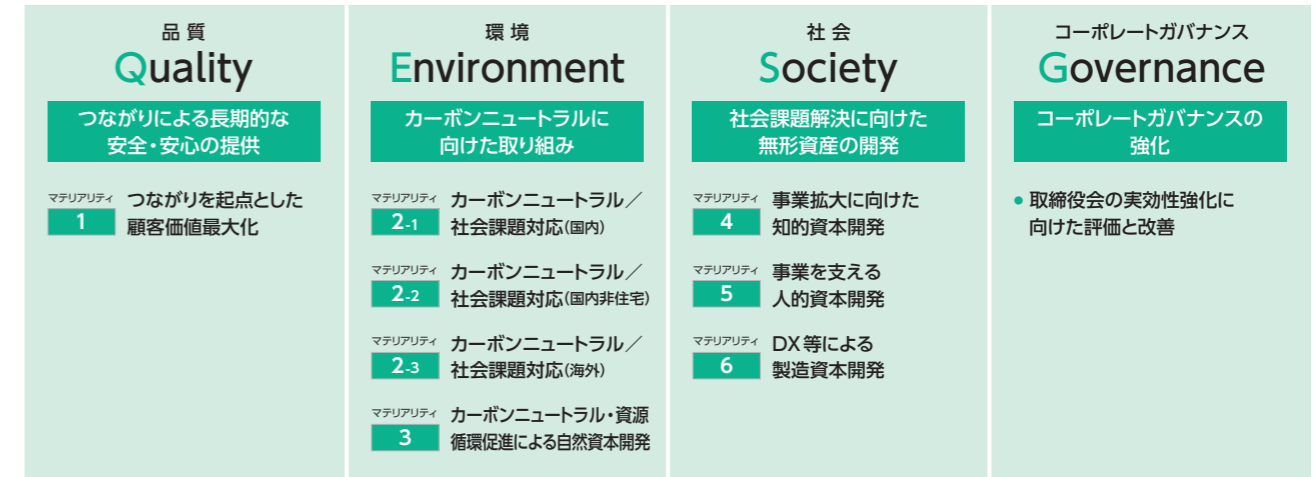 品質
Quality
つながりによる長期的な
安全・安心の提供
マテリアリティ
1
つながりを起点とした
顧客価値最大化
環境
Environment
カーボンニュートラルに
向けた取り組み
マテリアリティ
2-1
カーボンニュートラル／
社会課題対応(国内)
マテリアリティ
2-2
カーボンニュートラル／
社会課題対応(国内非住宅)
マテリアリティ
2-3
カーボンニュートラル／
社会課題対応(海外)
マテリアリティ
3
カーボンニュートラル・資源
循環促進による自然資本開発
社会
Society
社会課題解決に向けた
無形資産の開発
マテリアリティ
4
事業拡大に向けた
知的資本開発
マテリアリティ
5
事業を支える
人的資本開発
マテリアリティ
6
DX等による
製造資本開発
コーポレートガバナンス
Governance
コーポレートガバナンスの
強化
• 取締役会の実効性強化に
向けた評価と改善